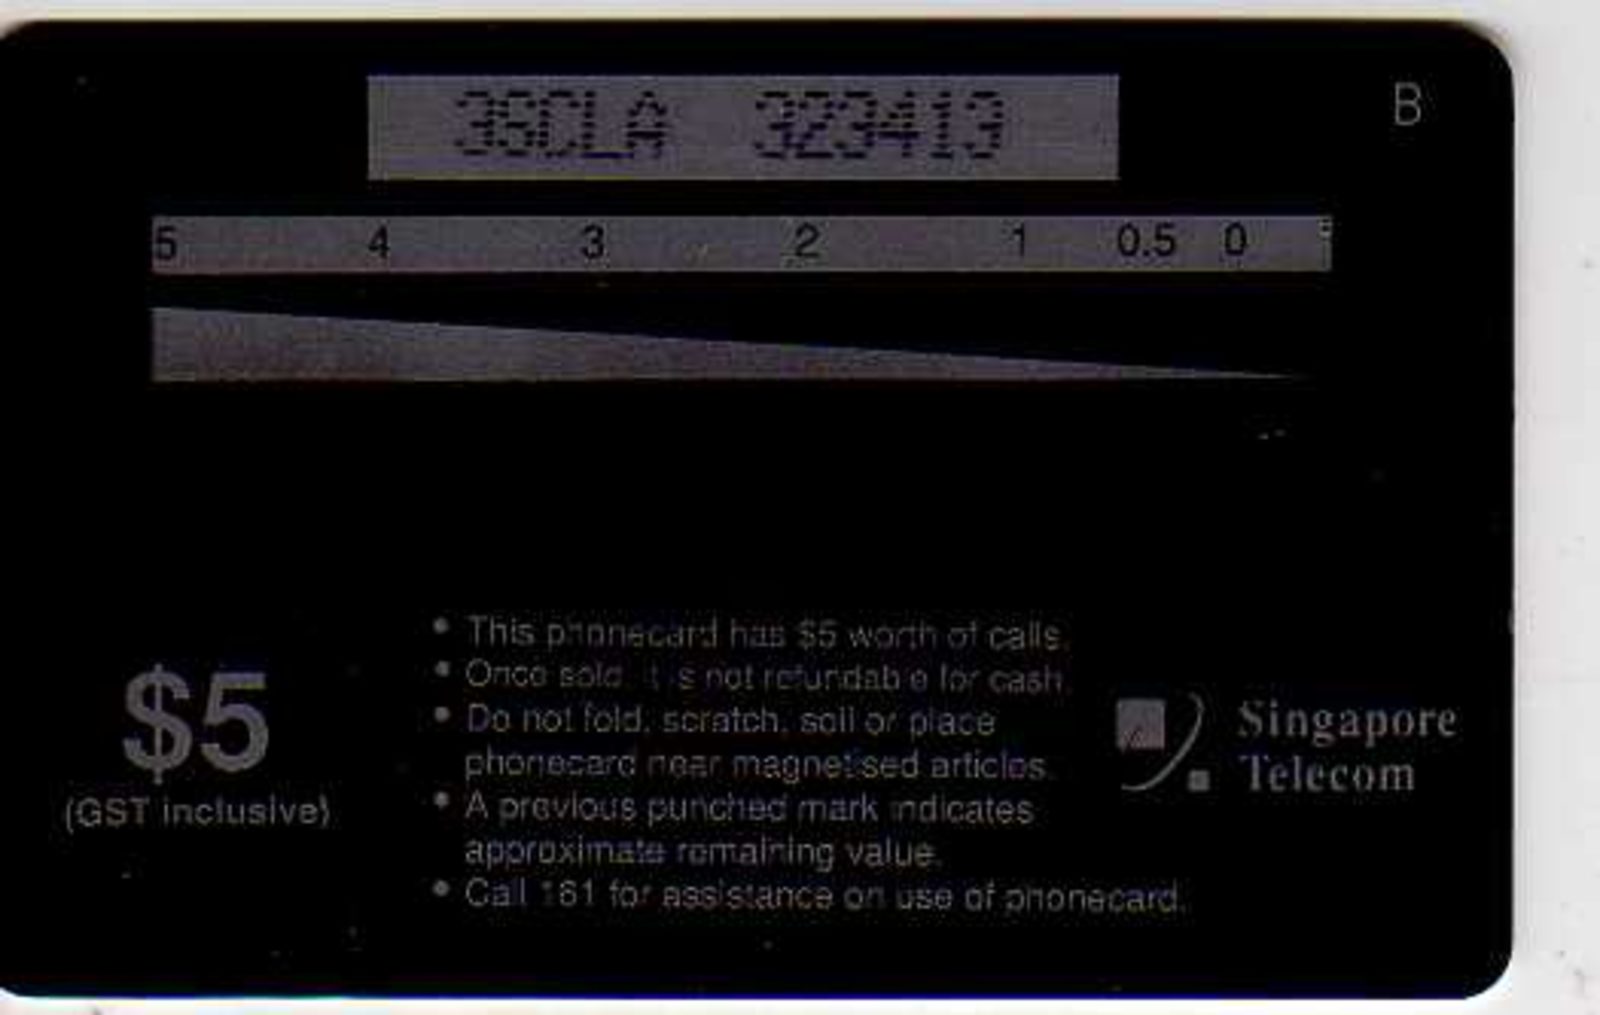 B
36CLA 323413
5 4 3 2 1 0.5 0
• This phonecard has $5 worth of calls.
• Once sold, it is not refundable for cash.
• Do not fold, scratch, soil or place
phonecard near magnetised articles.
• A previous punched mark indicates
approximate remaining value.
• Call 161 for assistance on use of phonecard.
$5
(GST inclusive)
Singapore
Telecom